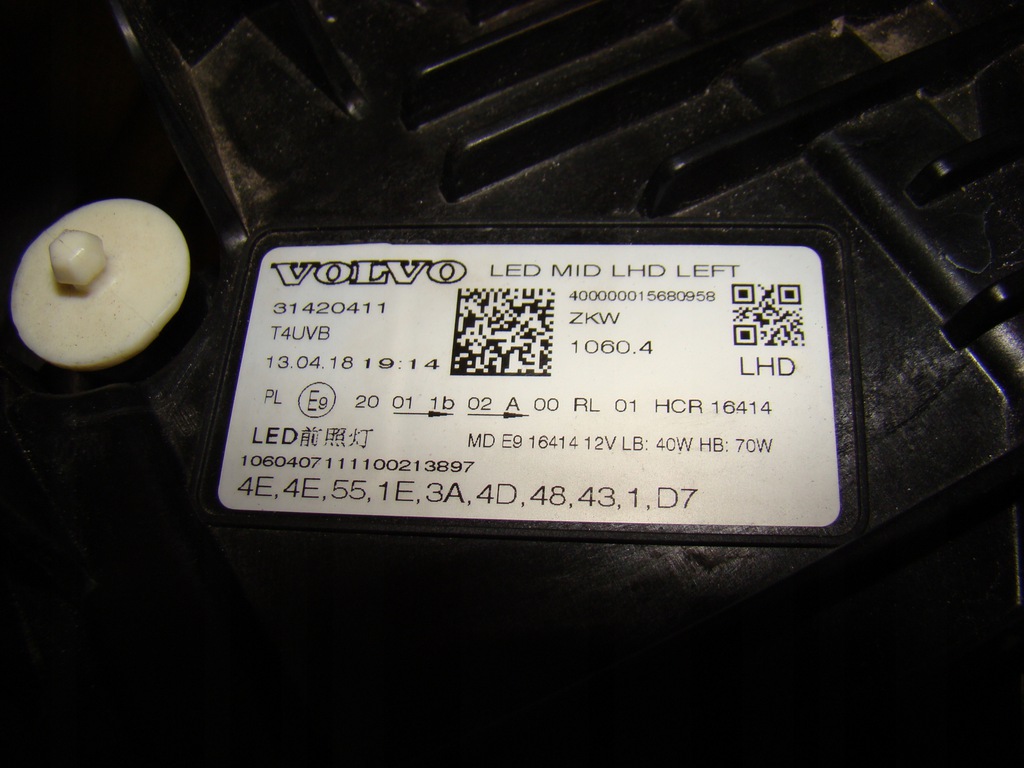 VOLVO LED MID LHD LEFT
31420411 400000015680958
T4UVB ZKW
13.04.18 19:14 1060.4 LHD
PL E9 20 01 1b 02 A 00 RL 01 HCR 16414
LED前照灯 MD E9 16414 12V LB: 40W HB: 70W
1060407111100213897
4E,4E,55,1E,3A,4D,48,43,1,D7